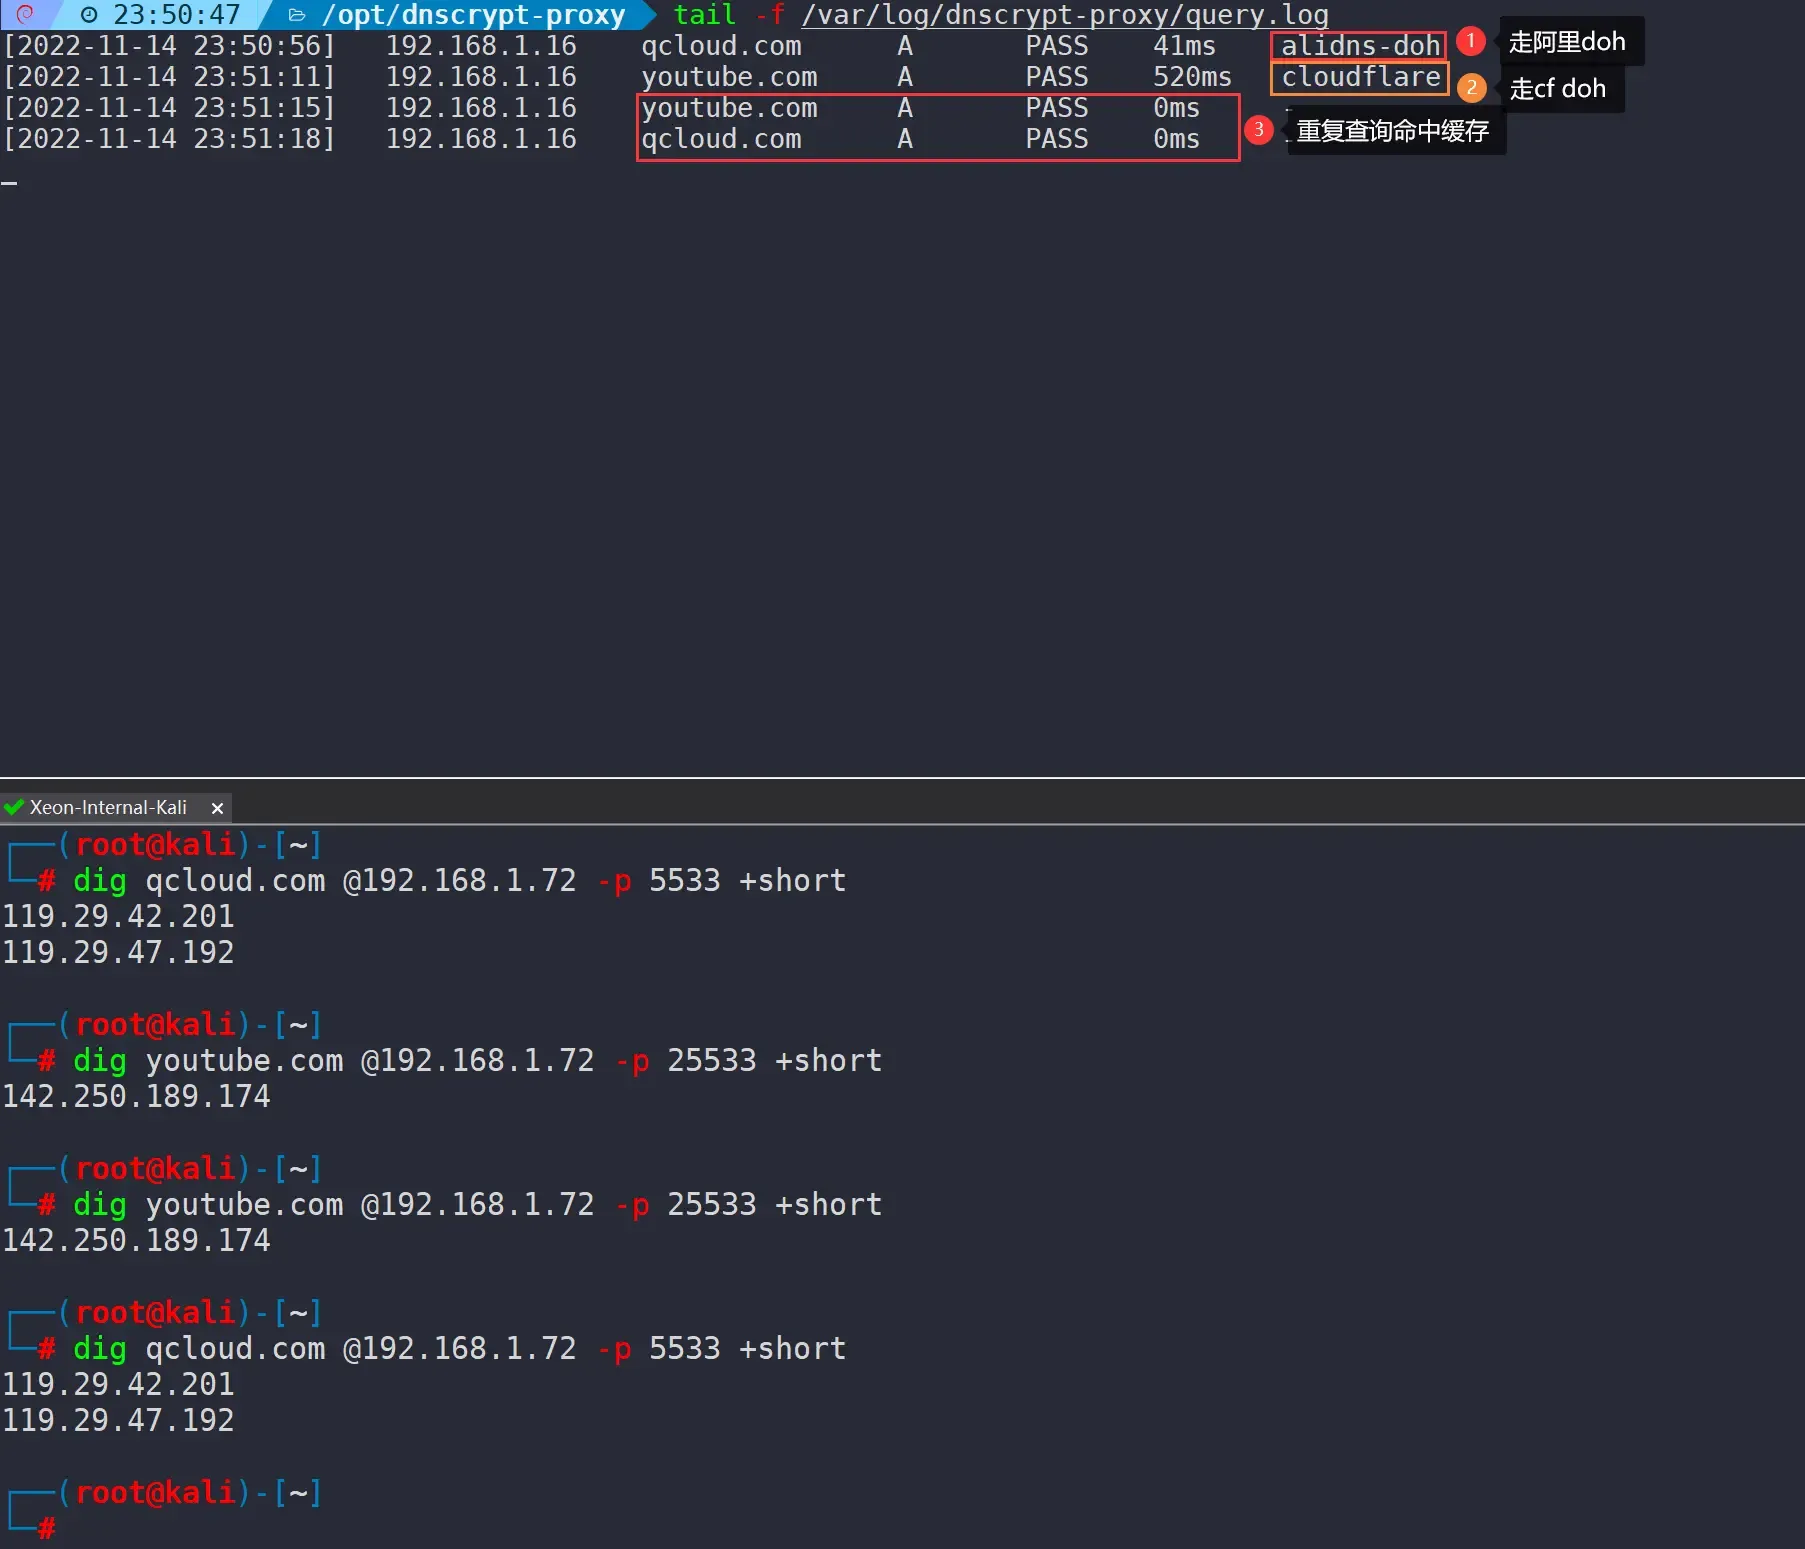 23:50:47 /opt/dnscrypt-proxy tail -f /var/log/dnscrypt-proxy/query.log
[2022-11-14 23:50:56] 192.168.1.16 qcloud.com A PASS 41ms alidns-doh 1 走阿里doh
[2022-11-14 23:51:11] 192.168.1.16 youtube.com A PASS 520ms cloudflare 2 走cf doh
[2022-11-14 23:51:15] 192.168.1.16 youtube.com A PASS 0ms -
[2022-11-14 23:51:18] 192.168.1.16 qcloud.com A PASS 0ms 3 重复查询命中缓存
Xeon-Internal-Kali ×
┌──(root@kali)-[~]
└─# dig qcloud.com @192.168.1.72 -p 5533 +short
119.29.42.201
119.29.47.192
┌──(root@kali)-[~]
└─# dig youtube.com @192.168.1.72 -p 25533 +short
142.250.189.174
┌──(root@kali)-[~]
└─# dig youtube.com @192.168.1.72 -p 25533 +short
142.250.189.174
┌──(root@kali)-[~]
└─# dig qcloud.com @192.168.1.72 -p 5533 +short
119.29.42.201
119.29.47.192
┌──(root@kali)-[~]
└─#